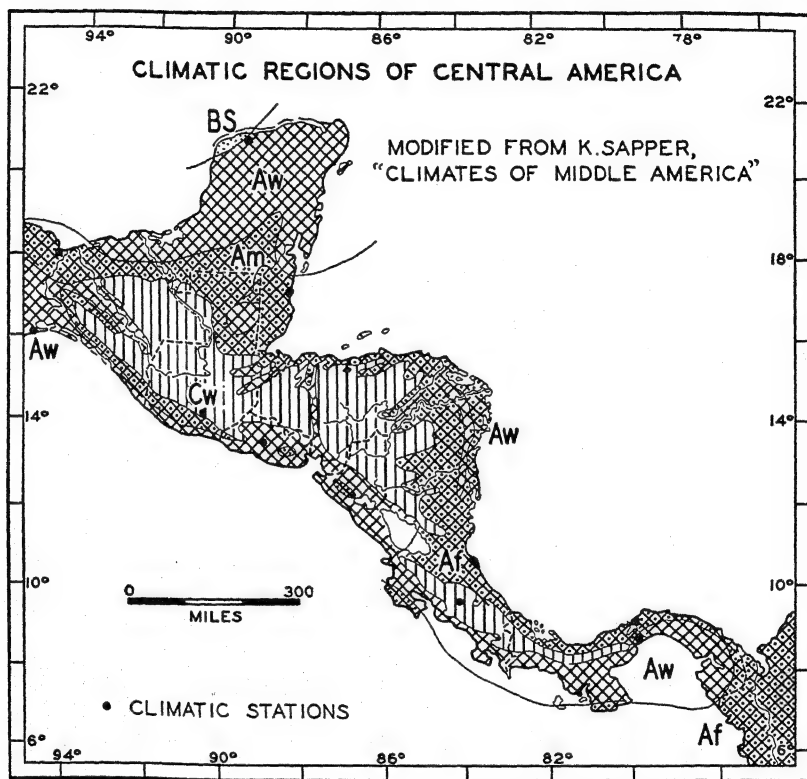 94° 90° 86° 82° 78°
CLIMATIC REGIONS OF CENTRAL AMERICA
22° 22°
BS
MODIFIED FROM K. SAPPER,
"CLIMATES OF MIDDLE AMERICA"
Aw
Am
18° 18°
Aw
Cw
14° 14°
Aw
Af
10° 10°
0 300
MILES
Aw
• CLIMATIC STATIONS
Af
6° 6°
94° 90° 86° 82°